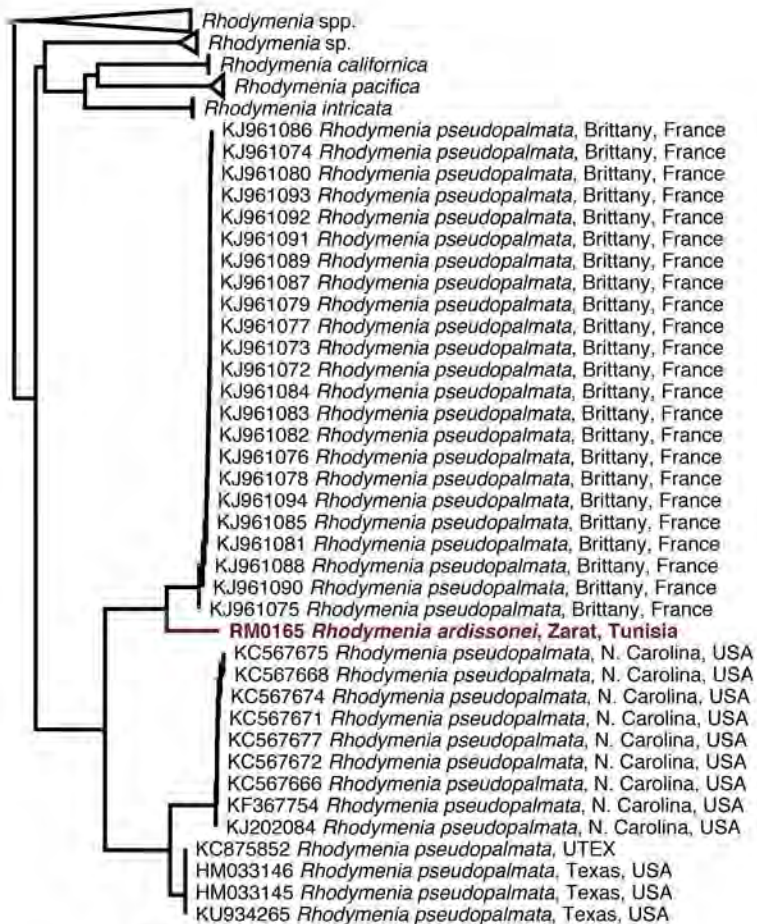 Rhodymenia spp.
Rhodymenia sp.
Rhodymenia californica
Rhodymenia pacifica
Rhodymenia intricata
KJ961086 Rhodymenia pseudopalmata, Brittany, France
KJ961074 Rhodymenia pseudopalmata, Brittany, France
KJ961080 Rhodymenia pseudopalmata, Brittany, France
KJ961093 Rhodymenia pseudopalmata, Brittany, France
KJ961092 Rhodymenia pseudopalmata, Brittany, France
KJ961091 Rhodymenia pseudopalmata, Brittany, France
KJ961089 Rhodymenia pseudopalmata, Brittany, France
KJ961087 Rhodymenia pseudopalmata, Brittany, France
KJ961079 Rhodymenia pseudopalmata, Brittany, France
KJ961077 Rhodymenia pseudopalmata, Brittany, France
KJ961073 Rhodymenia pseudopalmata, Brittany, France
KJ961072 Rhodymenia pseudopalmata, Brittany, France
KJ961084 Rhodymenia pseudopalmata, Brittany, France
KJ961083 Rhodymenia pseudopalmata, Brittany, France
KJ961082 Rhodymenia pseudopalmata, Brittany, France
KJ961076 Rhodymenia pseudopalmata, Brittany, France
KJ961078 Rhodymenia pseudopalmata, Brittany, France
KJ961094 Rhodymenia pseudopalmata, Brittany, France
KJ961085 Rhodymenia pseudopalmata, Brittany, France
KJ961081 Rhodymenia pseudopalmata, Brittany, France
KJ961088 Rhodymenia pseudopalmata, Brittany, France
KJ961090 Rhodymenia pseudopalmata, Brittany, France
KJ961075 Rhodymenia pseudopalmata, Brittany, France
RM0165 Rhodymenia ardissonei, Zarat, Tunisia
KC567675 Rhodymenia pseudopalmata, N. Carolina, USA
KC567668 Rhodymenia pseudopalmata, N. Carolina, USA
KC567674 Rhodymenia pseudopalmata, N. Carolina, USA
KC567671 Rhodymenia pseudopalmata, N. Carolina, USA
KC567677 Rhodymenia pseudopalmata, N. Carolina, USA
KC567672 Rhodymenia pseudopalmata, N. Carolina, USA
KC567666 Rhodymenia pseudopalmata, N. Carolina, USA
KF367754 Rhodymenia pseudopalmata, N. Carolina, USA
KJ202084 Rhodymenia pseudopalmata, N. Carolina, USA
KC875852 Rhodymenia pseudopalmata, UTEX
HM033146 Rhodymenia pseudopalmata, Texas, USA
HM033145 Rhodymenia pseudopalmata, Texas, USA
KU934265 Rhodymenia pseudopalmata, Texas, USA